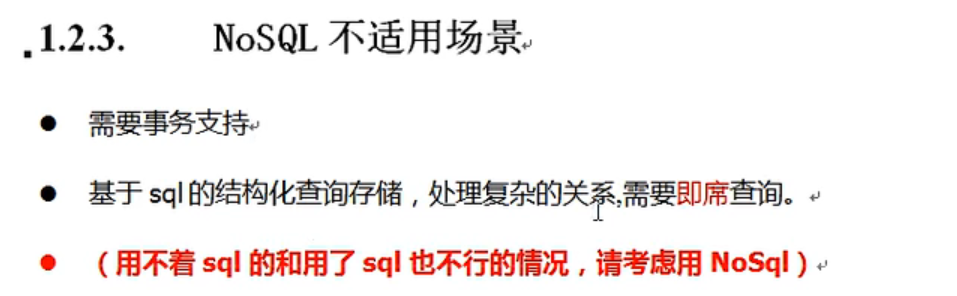 1.2.3. NoSQL 不适用场景
● 需要事务支持
● 基于 sql 的结构化查询存储，处理复杂的关系,需要即席查询。
● （用不着 sql 的和用了 sql 也不行的情况，请考虑用 NoSql）